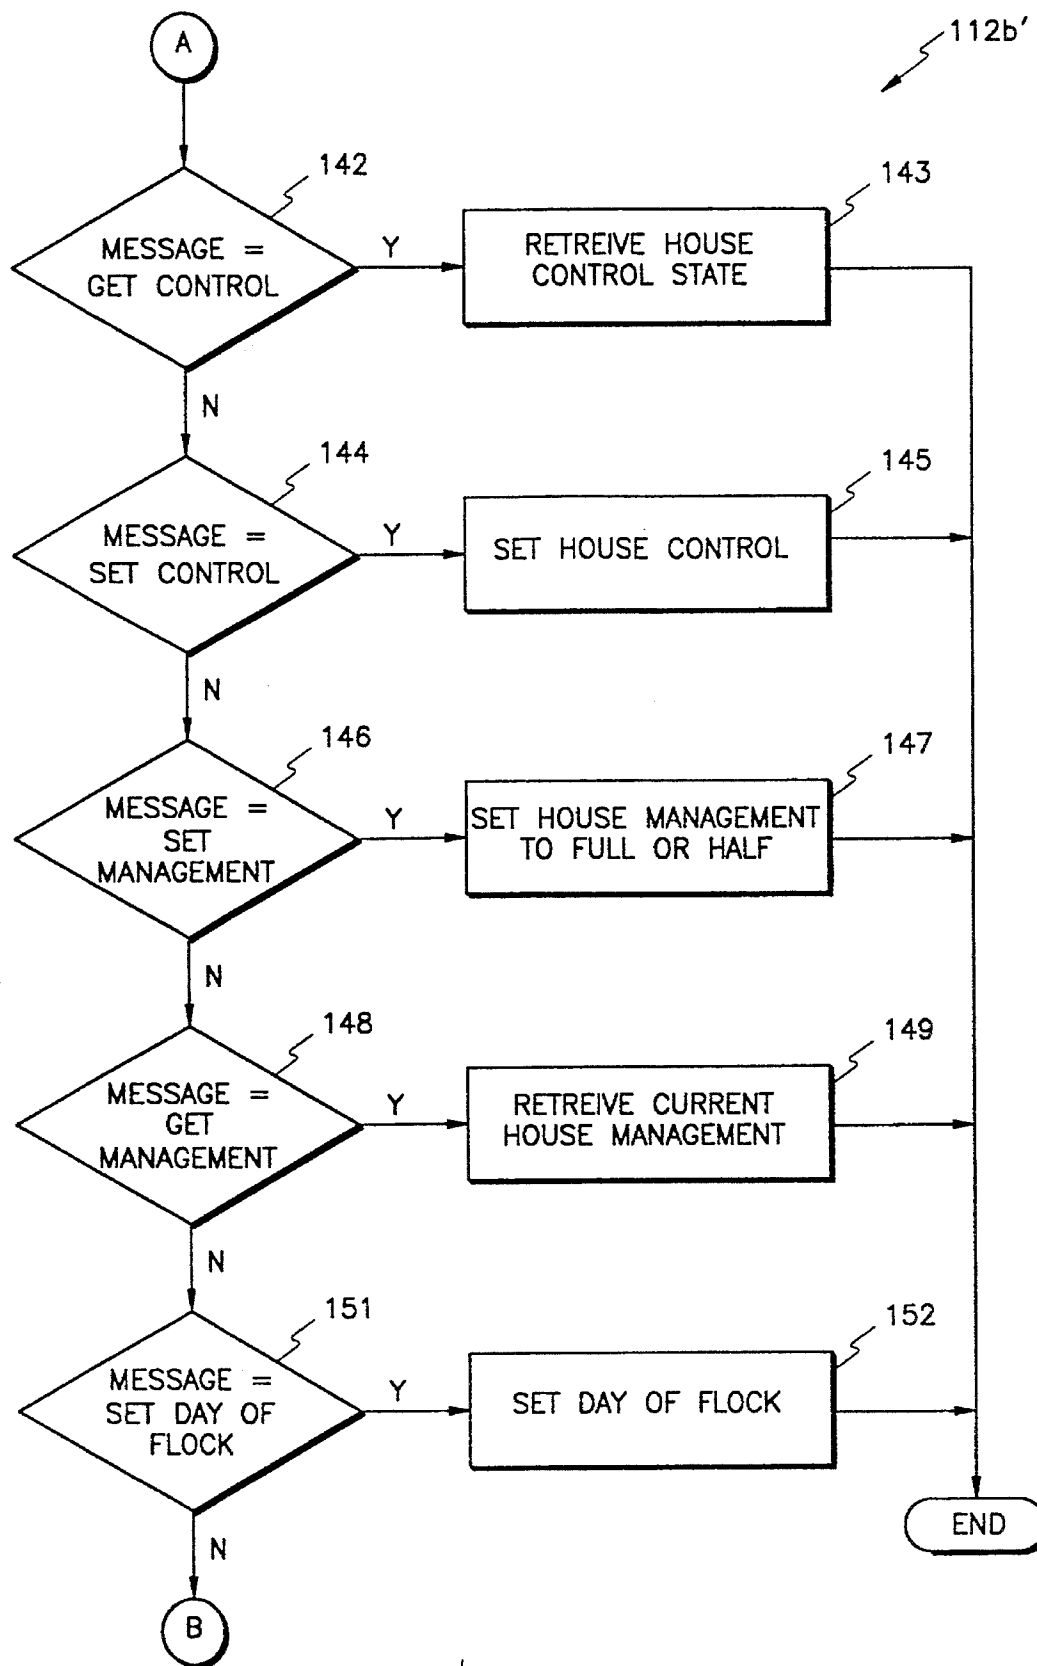 A
112b'
142
MESSAGE =
GET CONTROL
Y
143
RETREIVE HOUSE
CONTROL STATE
N
144
MESSAGE =
SET CONTROL
Y
145
SET HOUSE CONTROL
N
146
MESSAGE =
SET
MANAGEMENT
Y
147
SET HOUSE MANAGEMENT
TO FULL OR HALF
N
148
MESSAGE =
GET
MANAGEMENT
Y
149
RETREIVE CURRENT
HOUSE MANAGEMENT
N
151
MESSAGE =
SET DAY OF
FLOCK
Y
152
SET DAY OF FLOCK
N
END
B